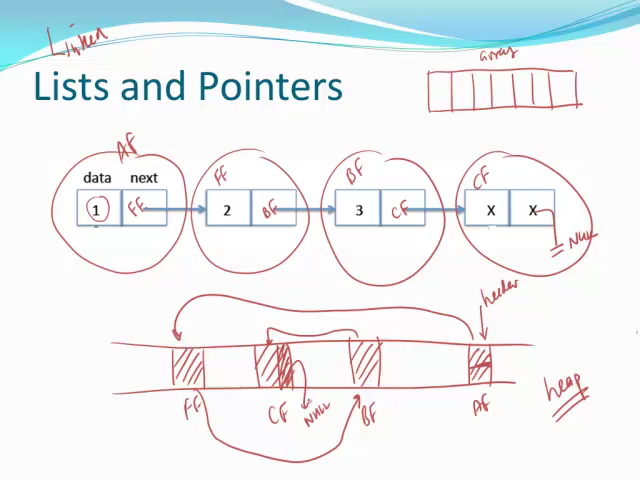 Linked
array
Lists and Pointers
AF
FF
BF
CF
data next
1 FF 2 BF 3 CF X X
NULL
header
FF CF NULL BF AF
heap